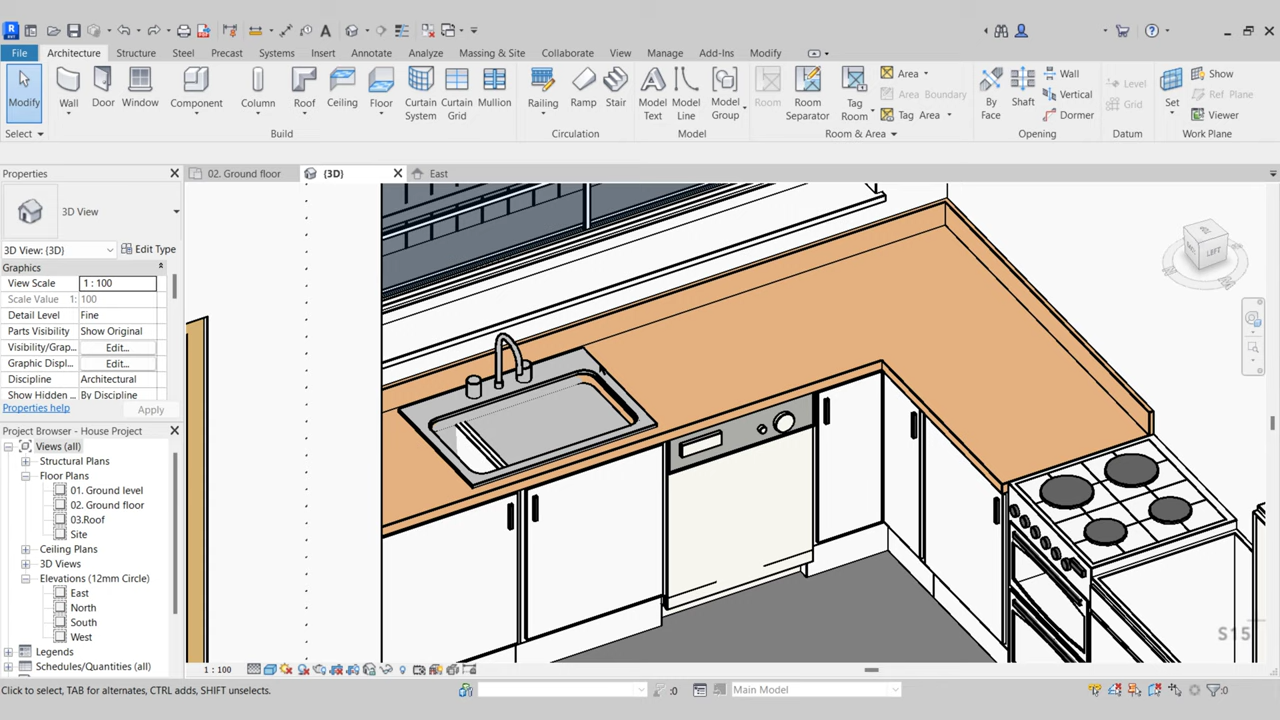 File Architecture Structure Steel Precast Systems Insert Annotate Analyze Massing & Site Collaborate View Manage Add-Ins Modify
Modify Wall Door Window Component Column Roof Ceiling Floor Curtain System Curtain Grid Mullion Railing Ramp Stair Model Text Model Line Model Group Room Room Separator Tag Room Area Area Boundary Tag Area By Face Shaft Wall Vertical Dormer Level Grid Set Show Ref Plane Viewer
Select Build Circulation Model Room & Area Opening Datum Work Plane
Properties
02. Ground floor {3D} East
3D View
3D View: {3D} Edit Type
Graphics
View Scale 1 : 100
Scale Value 1: 100
Detail Level Fine
Parts Visibility Show Original
Visibility/Grap... Edit...
Graphic Displ... Edit...
Discipline Architectural
Show Hidden ... By Discipline
Properties help Apply
Project Browser - House Project
Views (all)
Structural Plans
Floor Plans
01. Ground level
02. Ground floor
03.Roof
Site
Ceiling Plans
3D Views
Elevations (12mm Circle)
East
North
South
West
Legends
Schedules/Quantities (all)
LEFT
S15
1 : 100
Click to select, TAB for alternates, CTRL adds, SHIFT unselects. :0 Main Model :0